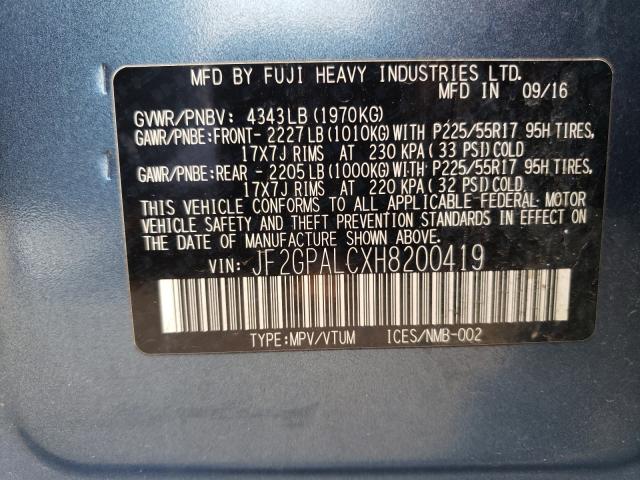 MFD BY FUJI HEAVY INDUSTRIES LTD.
MFD IN 09/16
GVWR/PNBV: 4343LB (1970KG)
GAWR/PNBE:FRONT- 2227LB (1010KG) WITH P225/55R17 95H TIRES,
17X7J RIMS AT 230 KPA (33 PSI) COLD
GAWR/PNBE:REAR - 2205LB (1000KG) WITH P225/55R17 95H TIRES,
17X7J RIMS AT 220 KPA (32 PSI) COLD
THIS VEHICLE CONFORMS TO ALL APPLICABLE FEDERAL MOTOR
VEHICLE SAFETY AND THEFT PREVENTION STANDARDS IN EFFECT ON
THE DATE OF MANUFACTURE SHOWN ABOVE.
VIN: JF2GPALCXH8200419
TYPE:MPV/VTUM ICES/NMB-002